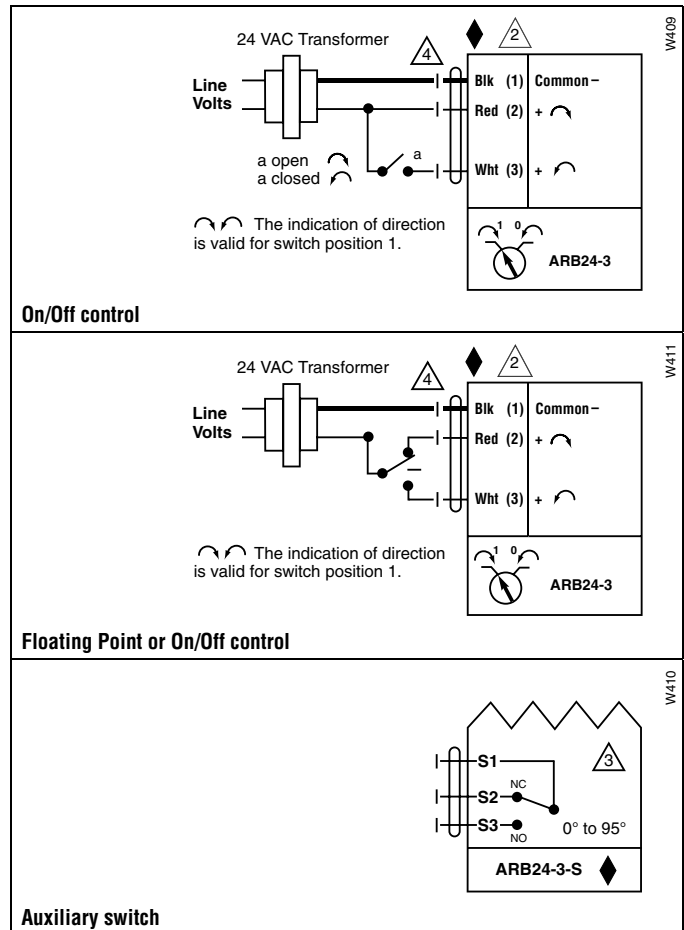 W409
24 VAC Transformer
4
2
Line
Volts
Blk (1) Common –
Red (2) +
a open
a closed
a
Wht (3) +
The indication of direction
is valid for switch position 1.
1 0
ARB24-3
On/Off control
W411
24 VAC Transformer
4
2
Line
Volts
Blk (1) Common –
Red (2) +
Wht (3) +
The indication of direction
is valid for switch position 1.
1 0
ARB24-3
Floating Point or On/Off control
W410
3
S1
S2
NC
S3
NO
0° to 95°
ARB24-3-S
Auxiliary switch